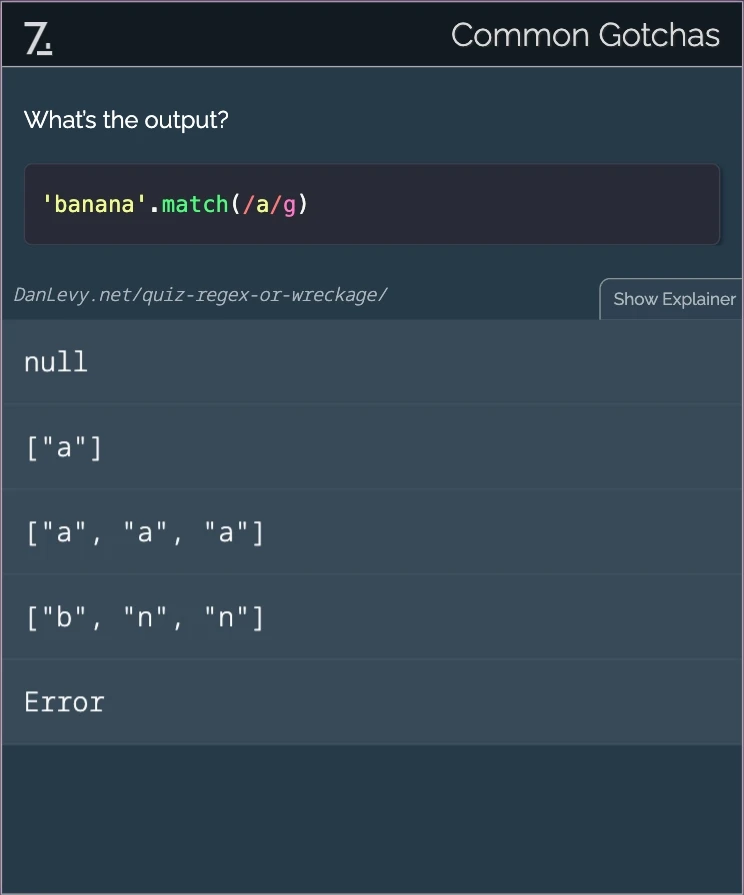 7.
Common Gotchas
What's the output?
'banana'.match(/a/g)
DanLevy.net/quiz-regex-or-wreckage/
Show Explainer
null
["a"]
["a", "a", "a"]
["b", "n", "n"]
Error